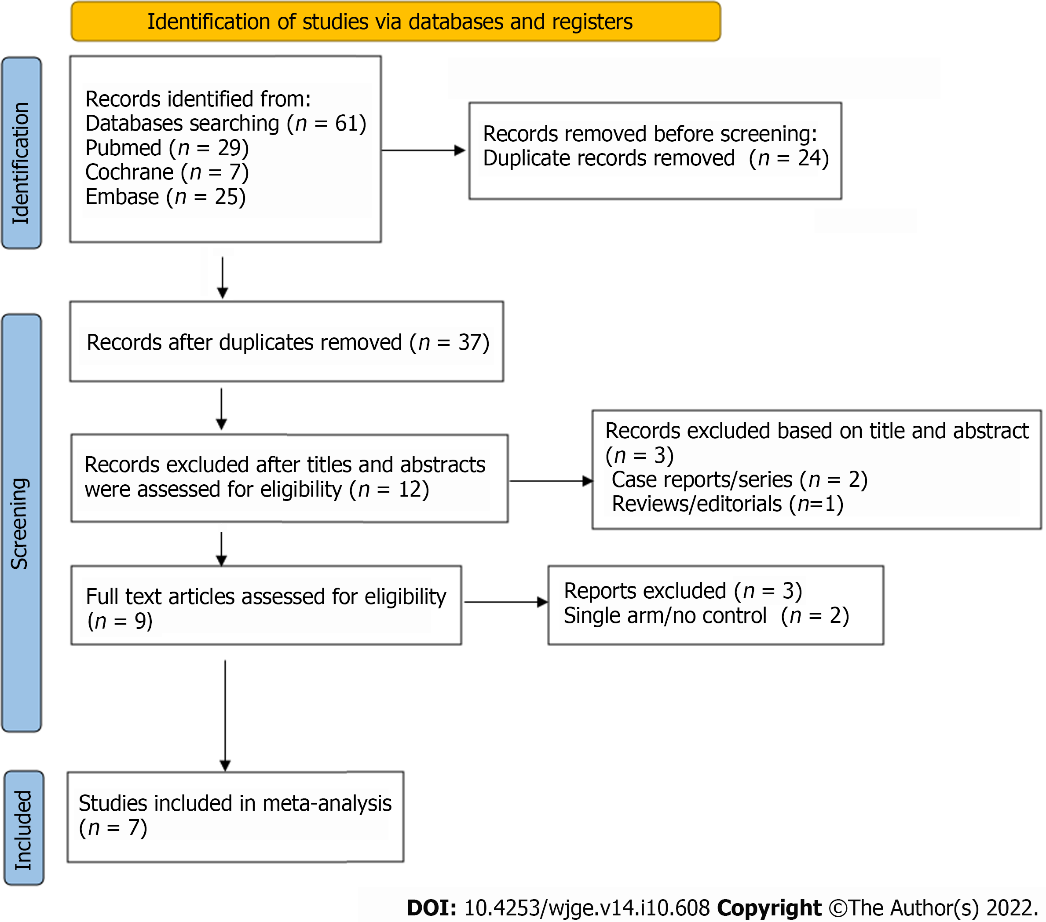 Identification of studies via databases and registers
Identification
Records identified from:
Databases searching (n = 61)
Pubmed (n = 29)
Cochrane (n = 7)
Embase (n = 25)
Records removed before screening:
Duplicate records removed (n = 24)
Screening
Records after duplicates removed (n = 37)
Records excluded after titles and abstracts
were assessed for eligibility (n = 12)
Records excluded based on title and abstract
(n = 3)
Case reports/series (n = 2)
Reviews/editorials (n=1)
Full text articles assessed for eligibility
(n = 9)
Reports excluded (n = 3)
Single arm/no control (n = 2)
Included
Studies included in meta-analysis
(n = 7)
DOI: 10.4253/wjge.v14.i10.608 Copyright ©The Author(s) 2022.